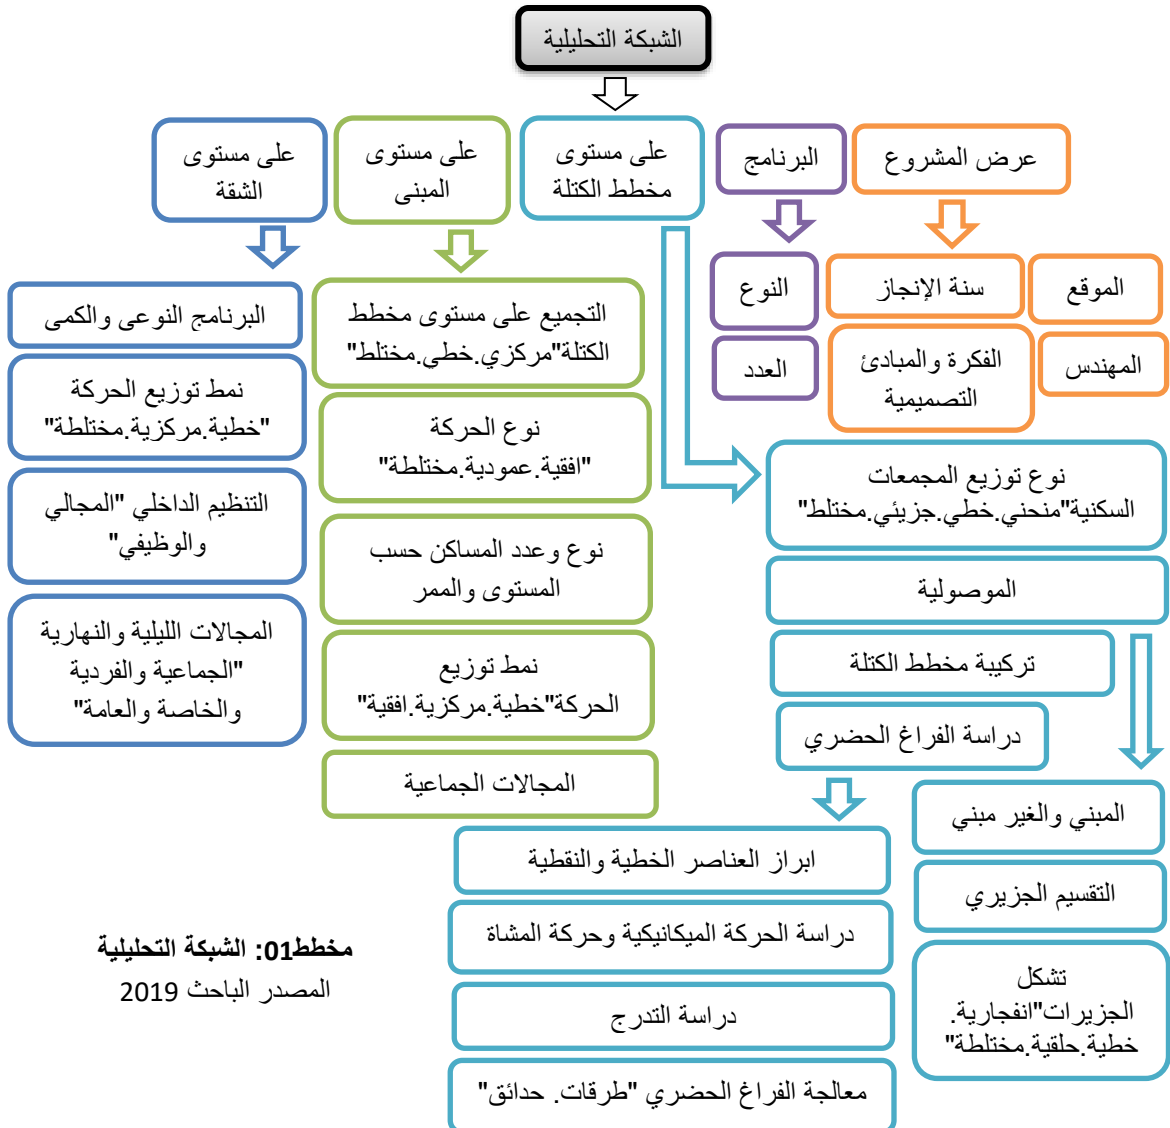 الشبكة التحليلية
عرض المشروع
البرنامج
على مستوى
مخطط الكتلة
على مستوى
المبنى
على مستوى
الشقة
الموقع
سنة الإنجاز
المهندس
الفكرة والمبادئ
التصميمية
النوع
العدد
نوع توزيع المجمعات
السكنية"منحني.خطي.جزيئي.مختلط"
الموصولية
تركيبة مخطط الكتلة
دراسة الفراغ الحضري
المبني والغير مبني
التقسيم الجزيري
تشكل
الجزيرات"انفجارية.
خطية.حلقية.مختلطة"
ابراز العناصر الخطية والنقطية
دراسة الحركة الميكانيكية وحركة المشاة
دراسة التدرج
معالجة الفراغ الحضري "طرقات. حدائق"
التجميع على مستوى مخطط
الكتلة"مركزي.خطي.مختلط"
نوع الحركة
"افقية.عمودية.مختلطة"
نوع وعدد المساكن حسب
المستوى والممر
نمط توزيع
الحركة"خطية.مركزية.افقية"
المجالات الجماعية
البرنامج النوعى والكمى
نمط توزيع الحركة
"خطية.مركزية.مختلطة"
التنظيم الداخلي "المجالي
والوظيفي"
المجالات الليلية والنهارية
"الجماعية والفردية
والخاصة والعامة"
مخطط01: الشبكة التحليلية
المصدر الباحث 2019